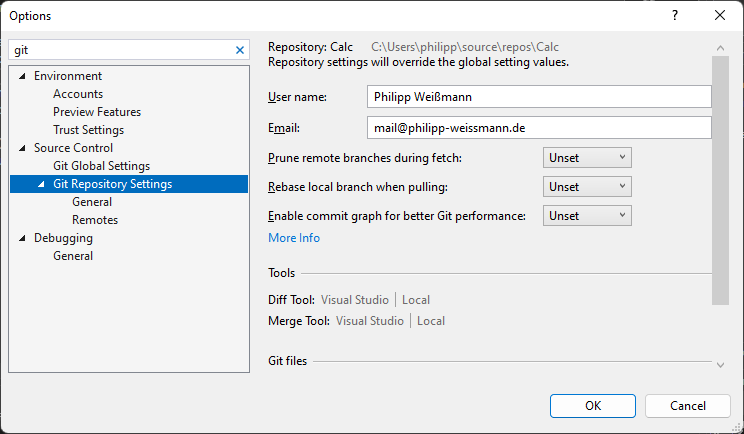 Options
git
Environment
Accounts
Preview Features
Trust Settings
Source Control
Git Global Settings
Git Repository Settings
General
Remotes
Debugging
General
Repository: Calc C:\Users\philipp\source\repos\Calc
Repository settings will override the global setting values.
User name: Philipp Weißmann
Email: mail@philipp-weissmann.de
Prune remote branches during fetch: Unset
Rebase local branch when pulling: Unset
Enable commit graph for better Git performance: Unset
More Info
Tools
Diff Tool: Visual Studio | Local
Merge Tool: Visual Studio | Local
Git files
OK Cancel